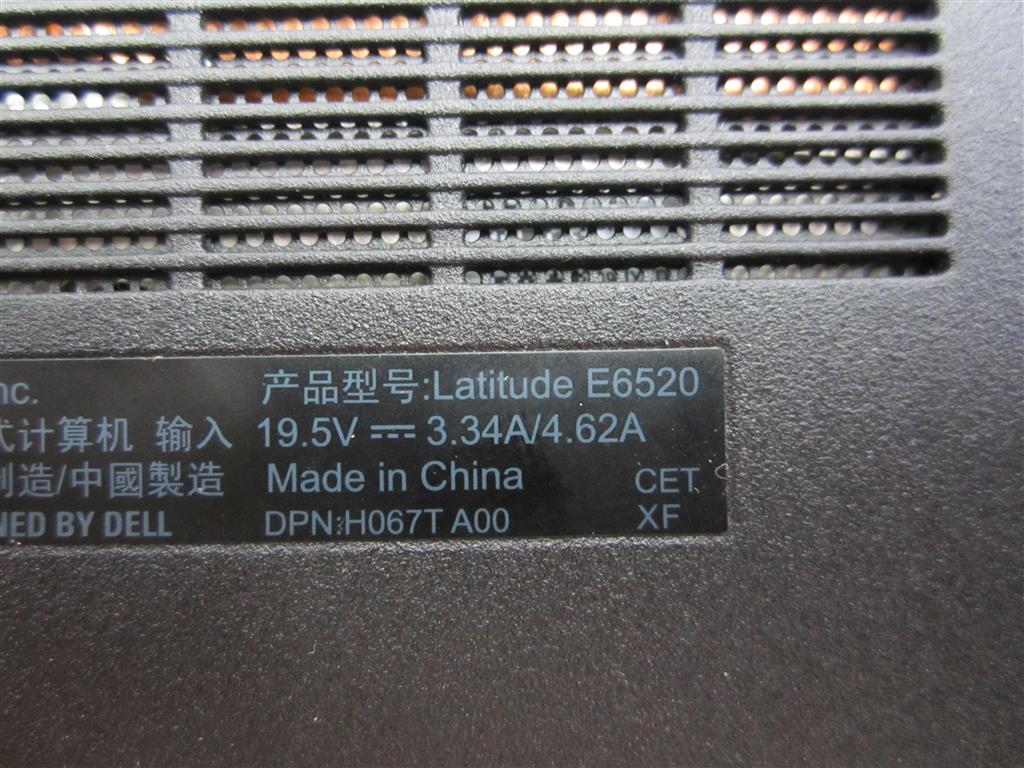 nc. 产品型号:Latitude E6520
式计算机 输入 19.5V ⎓ 3.34A/4.62A
制造/中國製造 Made in China CET
NED BY DELL DPN:H067T A00 XF